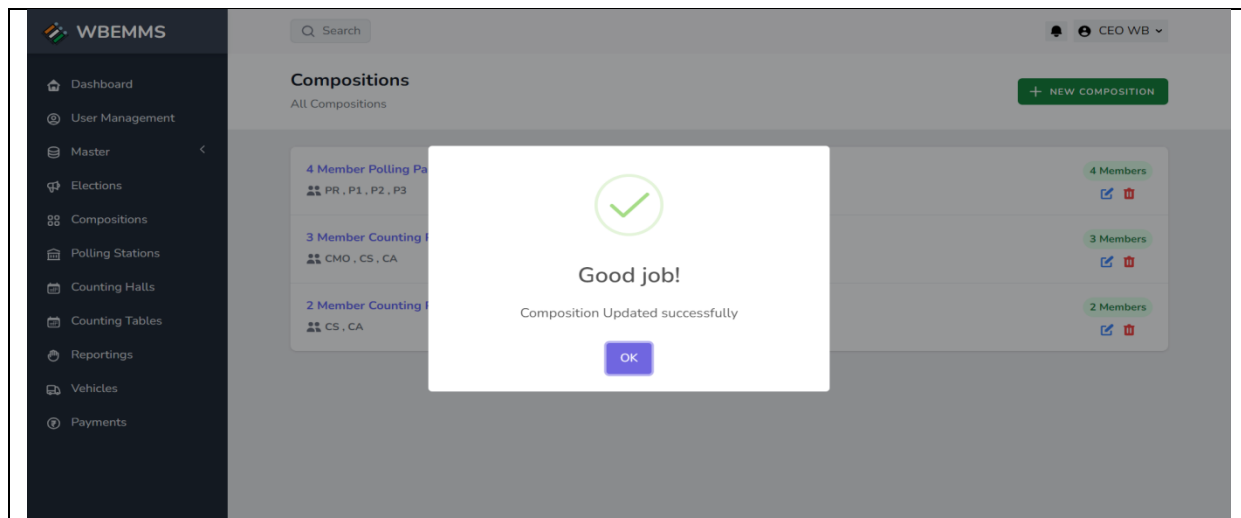 WBEMMS
Search
CEO WB
Dashboard
User Management
Master
Elections
Compositions
Polling Stations
Counting Halls
Counting Tables
Reportings
Vehicles
Payments
Compositions
All Compositions
+ NEW COMPOSITION
4 Member Polling Pa
PR , P1 , P2 , P3
4 Members
3 Member Counting
CMO , CS , CA
3 Members
2 Member Counting
CS , CA
2 Members
Good job!
Composition Updated successfully
OK